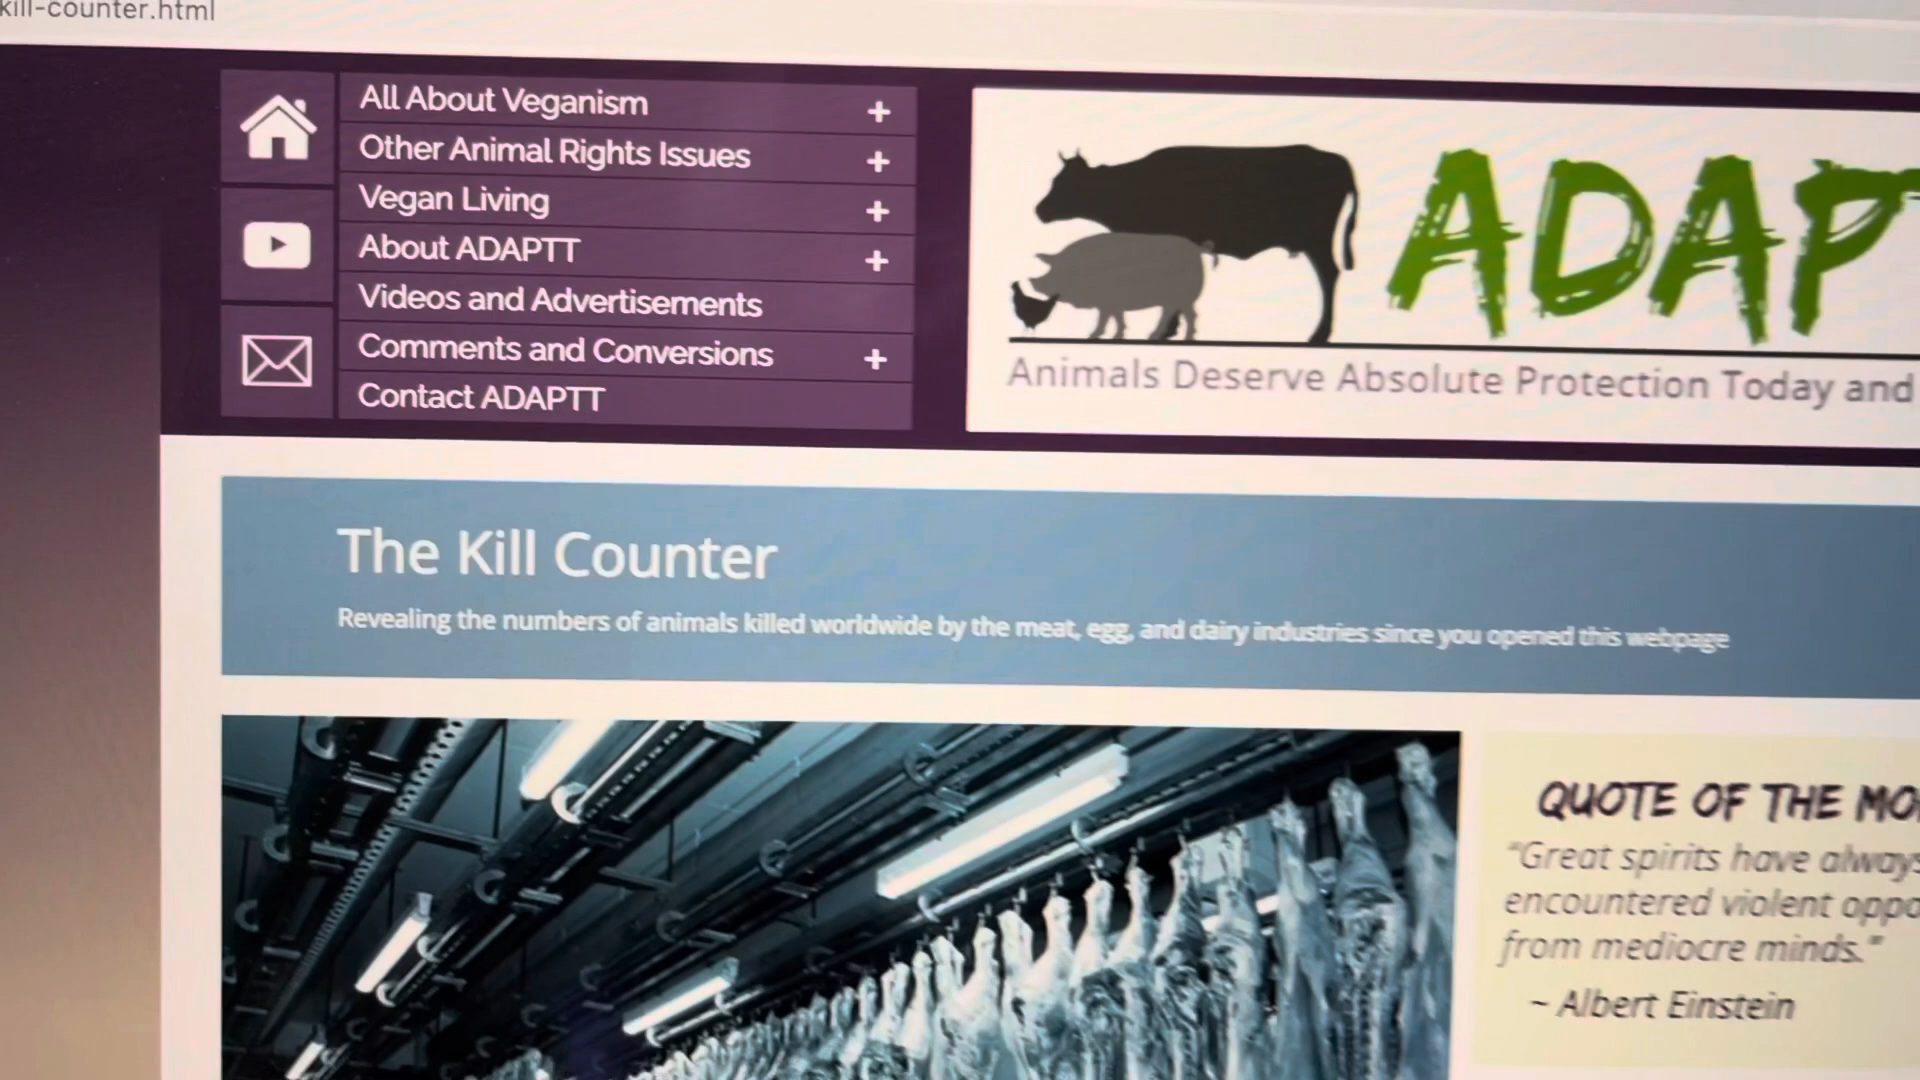 kill-counter.html
All About Veganism +
Other Animal Rights Issues +
Vegan Living +
About ADAPTT +
Videos and Advertisements
Comments and Conversions +
Contact ADAPTT
ADAP
Animals Deserve Absolute Protection Today and
The Kill Counter
Revealing the numbers of animals killed worldwide by the meat, egg, and dairy industries since you opened this webpage
QUOTE OF THE MO
"Great spirits have always
encountered violent oppo
from mediocre minds."
~ Albert Einstein